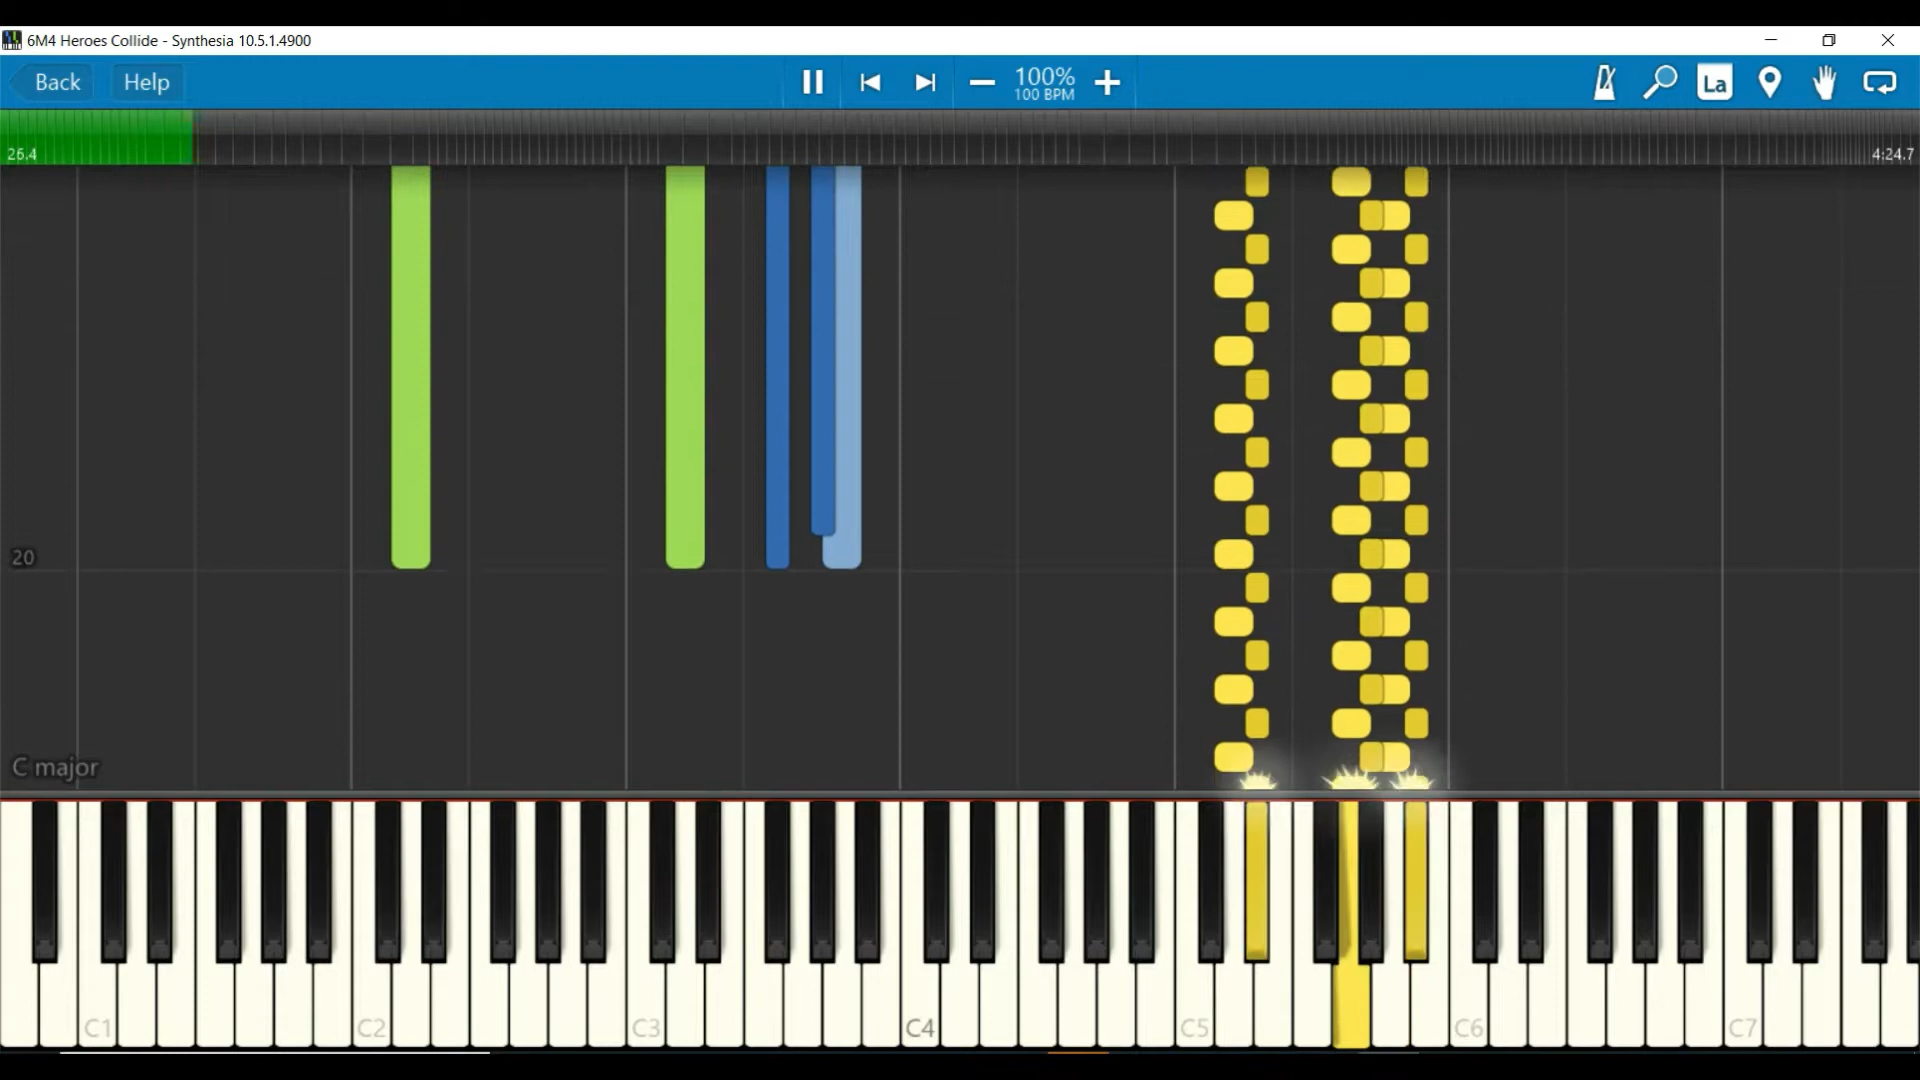 6M4 Heroes Collide - Synthesia 10.5.1.4900
Back
Help
100%
100 BPM
La
26.4
4:24.7
20
C major
C1
C2
C3
C4
C5
C6
C7